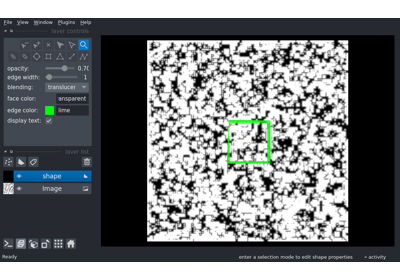 File View Window Plugins Help
layer controls
opacity: 0.70
edge width: 1
blending: translucer
face color: ansparent
edge color: lime
display text:
layer list
shape
Image
Ready enter a selection mode to edit shape properties activity